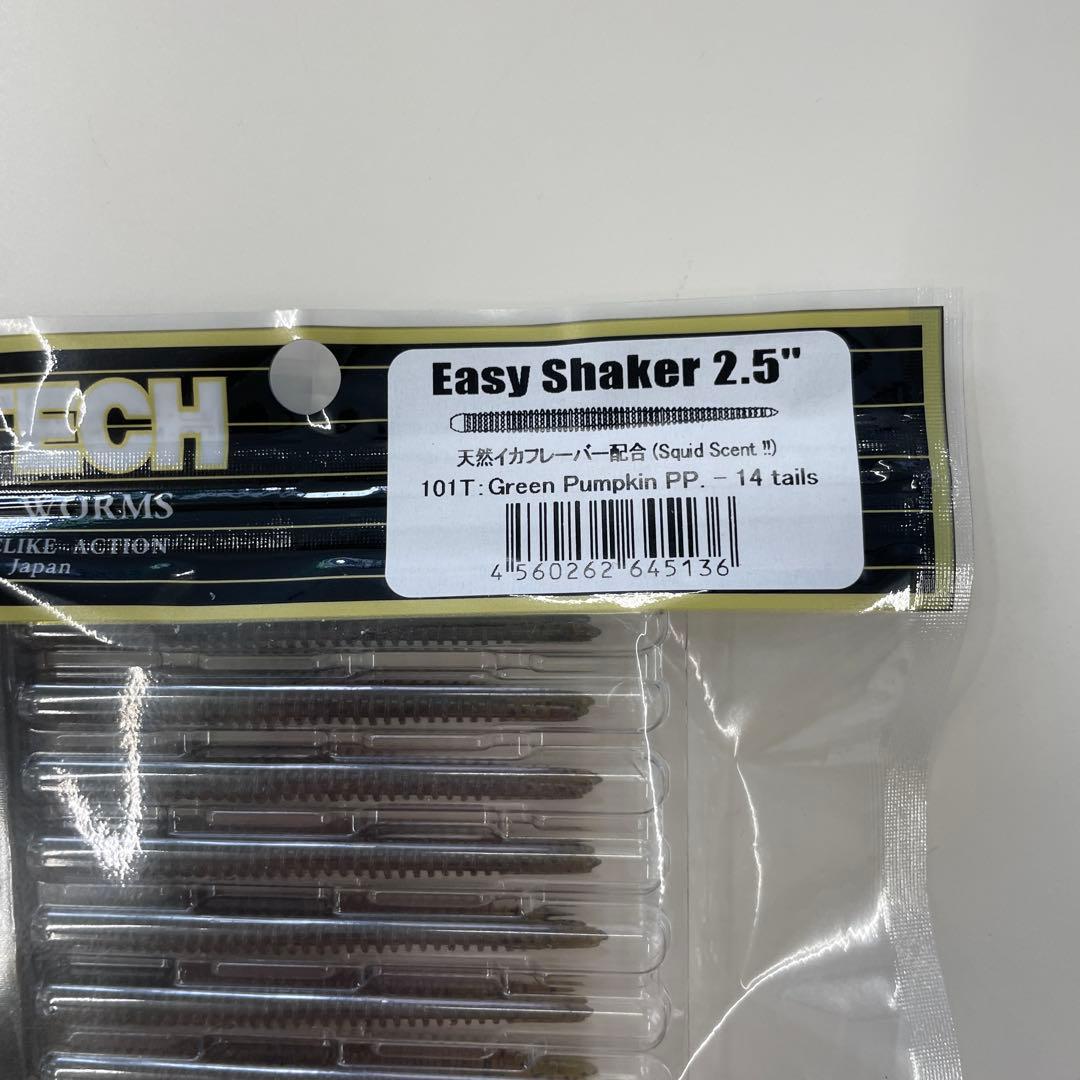 TECH
WORMS
LIKE ACTION
Japan
Easy Shaker 2.5"
天然イカフレーバー配合 (Squid Scent !!)
101T: Green Pumpkin PP. - 14 tails
4 560262 645136